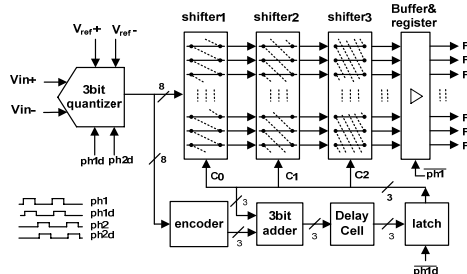 shifter1 shifter2 shifter3 Buffer& register
Vref+ Vref-
Vin+
Vin-
3bit quantizer
8
8
F
F
F
F
F
F
ph1d ph2d
C0 C1 C2
ph1
3
3
3
3
3
encoder
3bit adder
Delay Cell
latch
ph1d
ph1
ph1d
ph2
ph2d